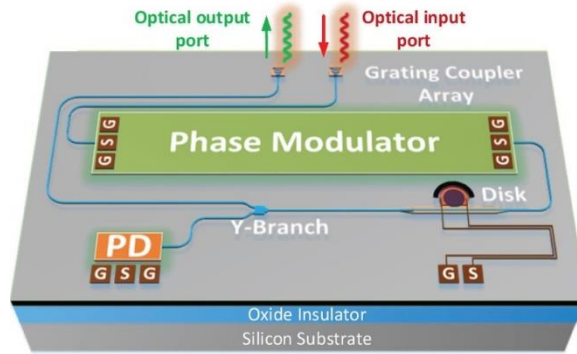 Optical output
port
Optical input
port
Grating Coupler
Array
G
S
G
Phase Modulator
G
S
G
Disk
Y-Branch
PD
G S G
G S
Oxide Insulator
Silicon Substrate